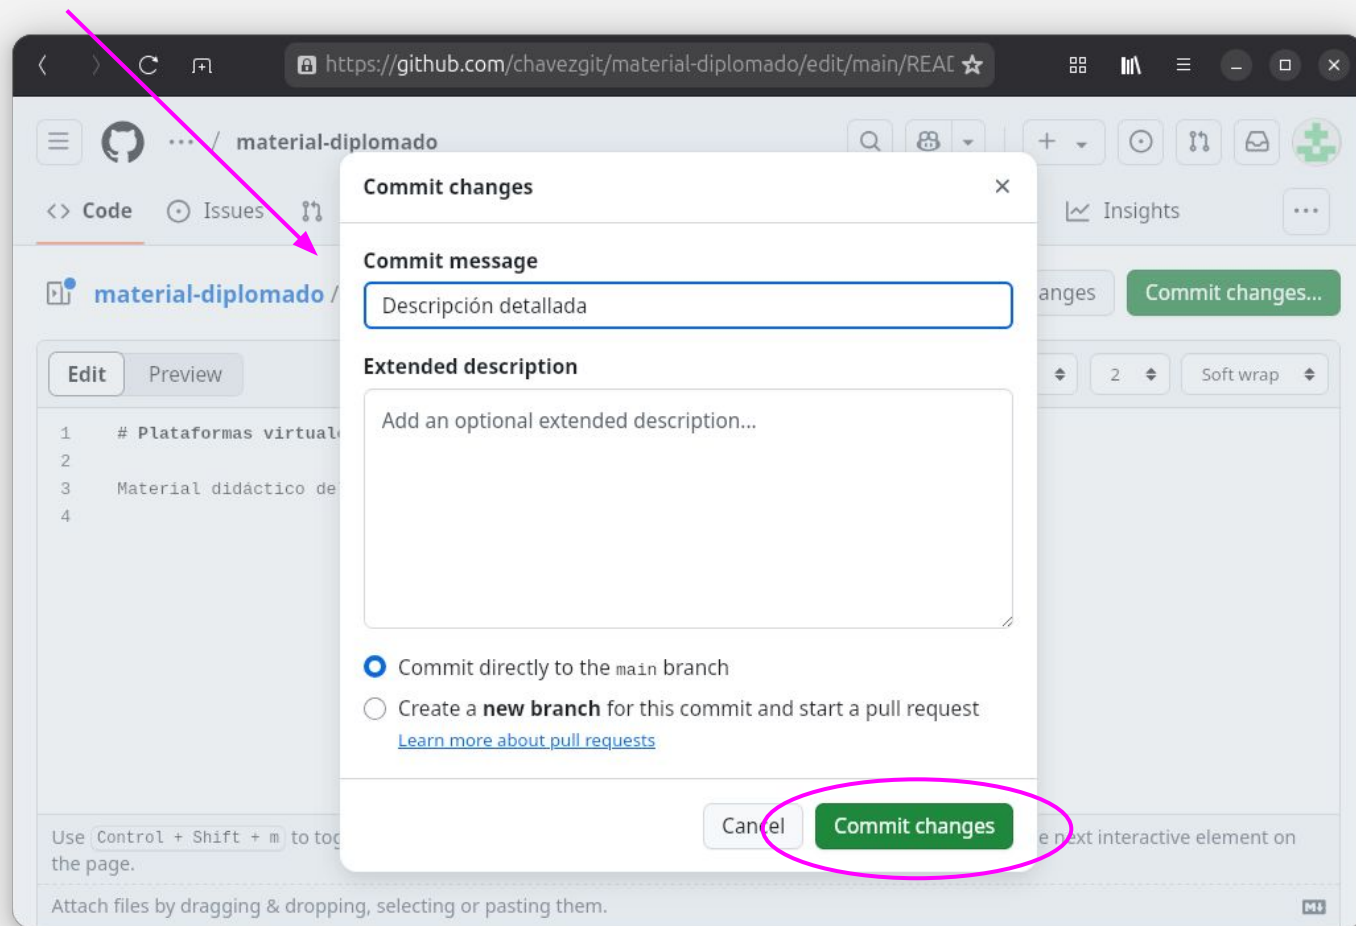 https://github.com/chavezgit/material-diplomado/edit/main/READ
... / material-diplomado
Code Issues Insights
Commit changes
Commit message
material-diplomado / anges Commit changes...
Descripción detallada
Extended description
Edit Preview 2 Soft wrap
Add an optional extended description...
1 # Plataformas virtuale
2
3 Material didáctico de
4
Commit directly to the main branch
Create a new branch for this commit and start a pull request
Learn more about pull requests
Cancel Commit changes
Use Control + Shift + m to tog e next interactive element on
the page.
Attach files by dragging & dropping, selecting or pasting them.